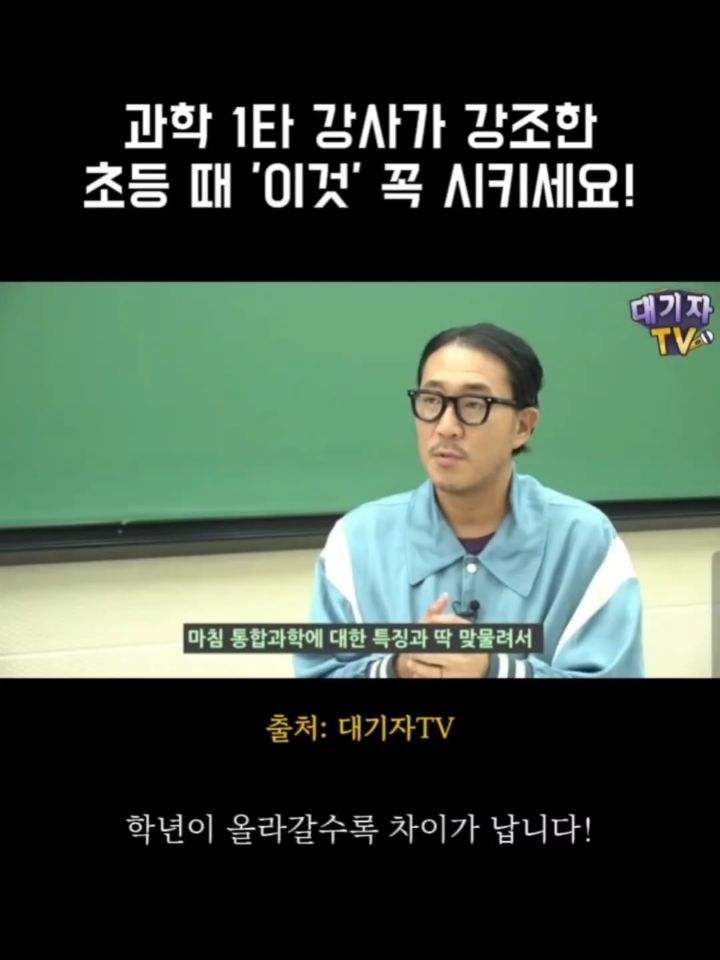 과학 1타 강사가 강조한
초등 때 '이것' 꼭 시키세요!
대기자
TV
마침 통합과학에 대한 특징과 딱 맞물려서
출처: 대기자TV
학년이 올라갈수록 차이가 납니다!